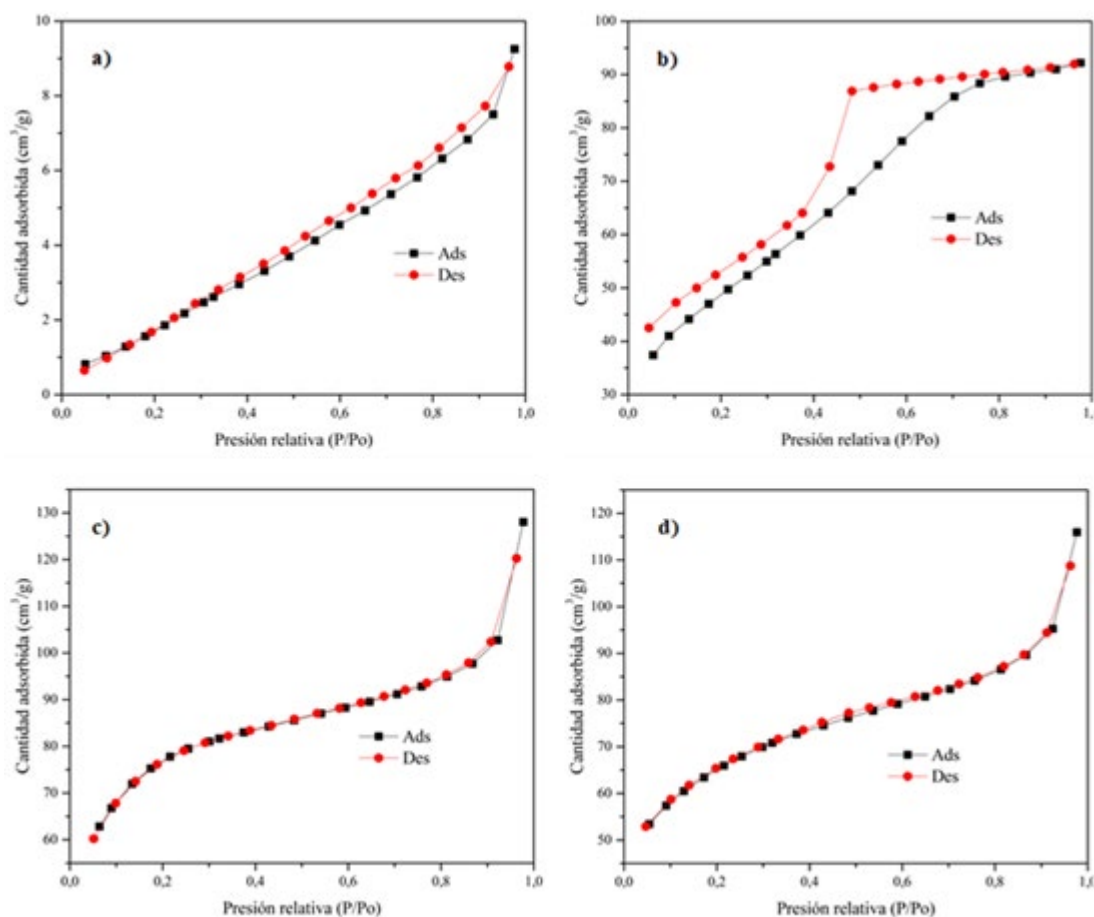 a)
Cantidad adsorbida (cm³/g)
10
8
6
4
2
0
0,0 0,2 0,4 0,6 0,8 1,0
Presión relativa (P/Po)
Ads
Des
b)
Cantidad adsorbida (cm³/g)
100
90
80
70
60
50
40
30
0,0 0,2 0,4 0,6 0,8 1,0
Presión relativa (P/Po)
Ads
Des
c)
Cantidad adsorbida (cm³/g)
130
120
110
100
90
80
70
60
0,0 0,2 0,4 0,6 0,8 1,0
Presión relativa (P/Po)
Ads
Des
d)
Cantidad adsorbida (cm³/g)
120
110
100
90
80
70
60
50
0,0 0,2 0,4 0,6 0,8 1,0
Presión relativa (P/Po)
Ads
Des